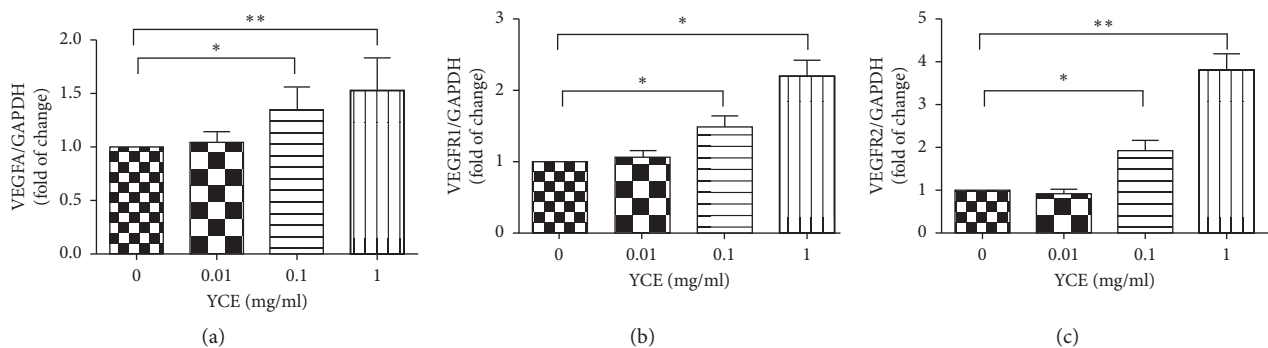 VEGFA/GAPDH
(fold of change)
2.0
1.5
1.0
0.5
0.0
**
*
0 0.01 0.1 1
YCE (mg/ml)
(a)
VEGFR1/GAPDH
(fold of change)
3
2
1
0
*
*
0 0.01 0.1 1
YCE (mg/ml)
(b)
VEGFR2/GAPDH
(fold of change)
5
4
3
2
1
0
**
*
0 0.01 0.1 1
YCE (mg/ml)
(c)